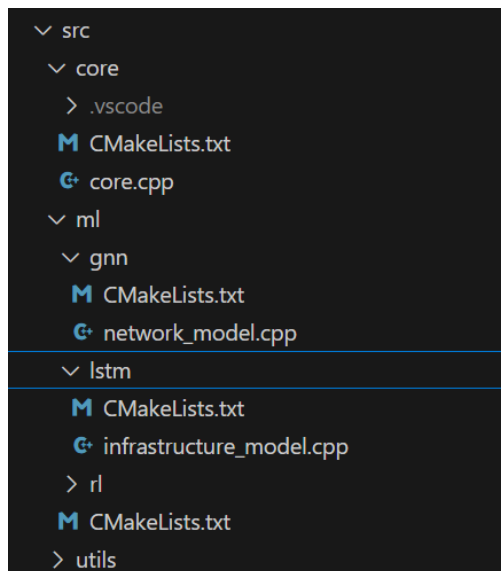 src
core
.vscode
CMakeLists.txt
core.cpp
ml
gnn
CMakeLists.txt
network_model.cpp
lstm
CMakeLists.txt
infrastructure_model.cpp
rl
CMakeLists.txt
utils